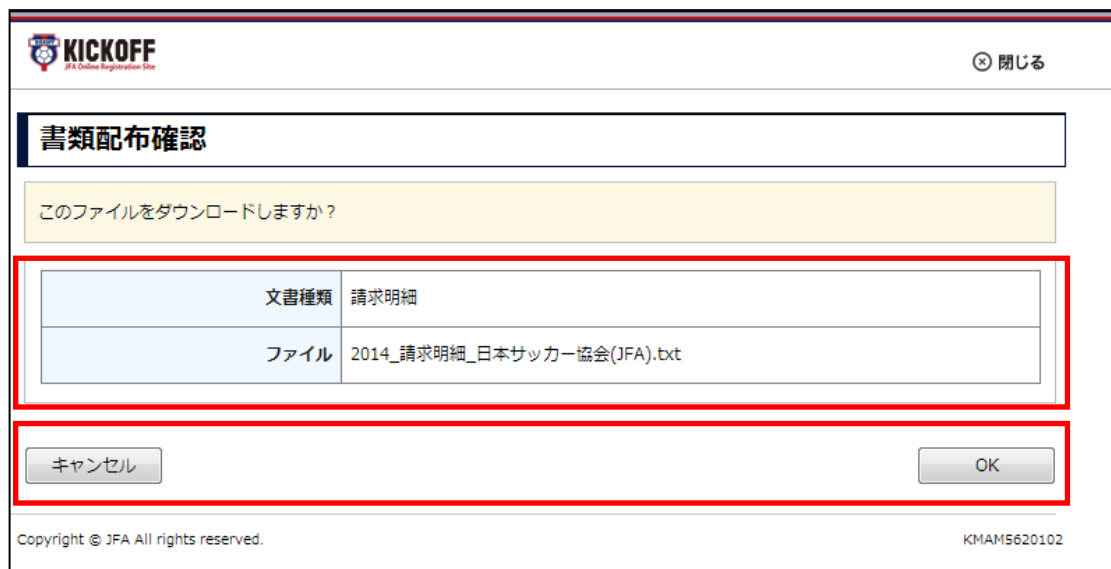 KICKOFF
JFA Online Registration Site
閉じる
書類配布確認
このファイルをダウンロードしますか？
文書種類 請求明細
ファイル 2014_請求明細_日本サッカー協会(JFA).txt
キャンセル OK
Copyright © JFA All rights reserved. KMAM5620102